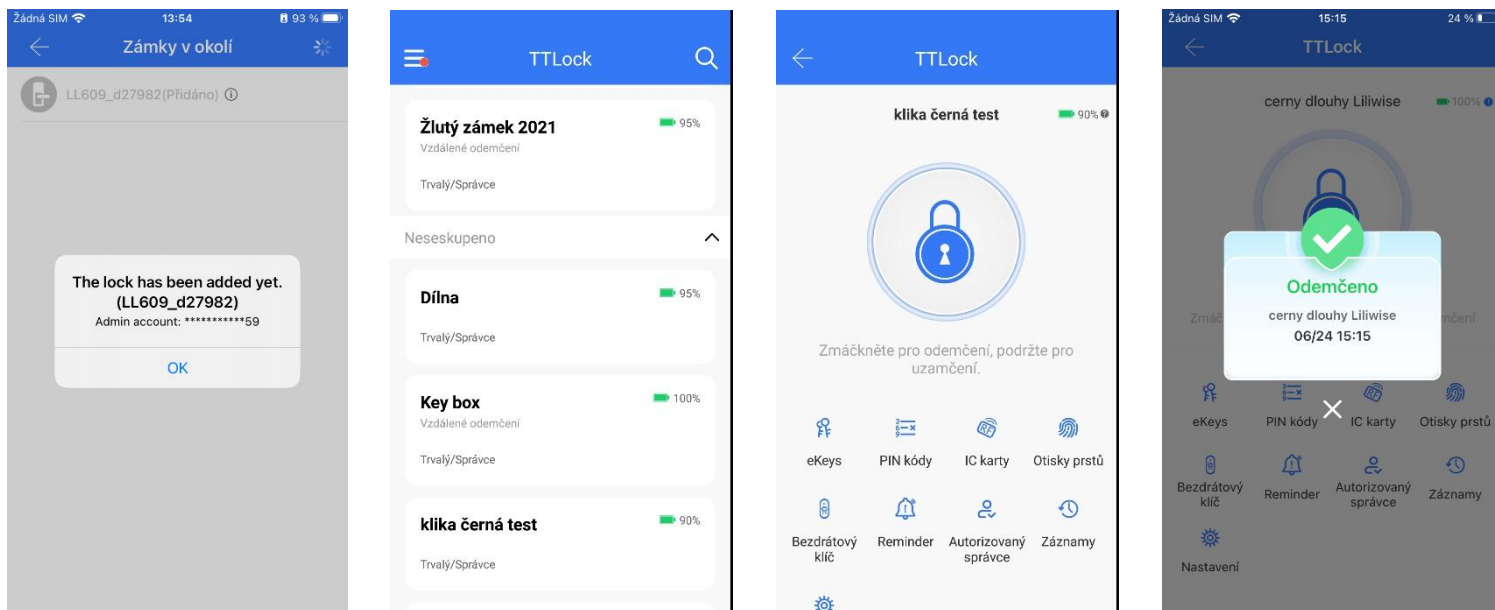 Žádná SIM 13:54 93 %
Zámky v okolí
LL609_d27982(Přidáno)
The lock has been added yet.
(LL609_d27982)
Admin account: ***********59
OK
TTLock
Žlutý zámek 2021 95%
Vzdálené odemčení
Trvalý/Správce
Neseskupeno
Dílna 95%
Trvalý/Správce
Key box 100%
Vzdálené odemčení
Trvalý/Správce
klika černá test 90%
Trvalý/Správce
TTLock
klika černá test 90%
Zmáčkněte pro odemčení, podržte pro
uzamčení.
eKeys PIN kódy IC karty Otisky prstů
Bezdrátový klíč Reminder Autorizovaný správce Záznamy
Žádná SIM 15:15 24 %
TTLock
cerny dlouhy Liliwise 100%
Odemčeno
cerny dlouhy Liliwise
06/24 15:15
Zmáč mčení
eKeys PIN kódy IC karty Otisky prstů
Bezdrátový klíč Reminder Autorizovaný správce Záznamy
Nastavení